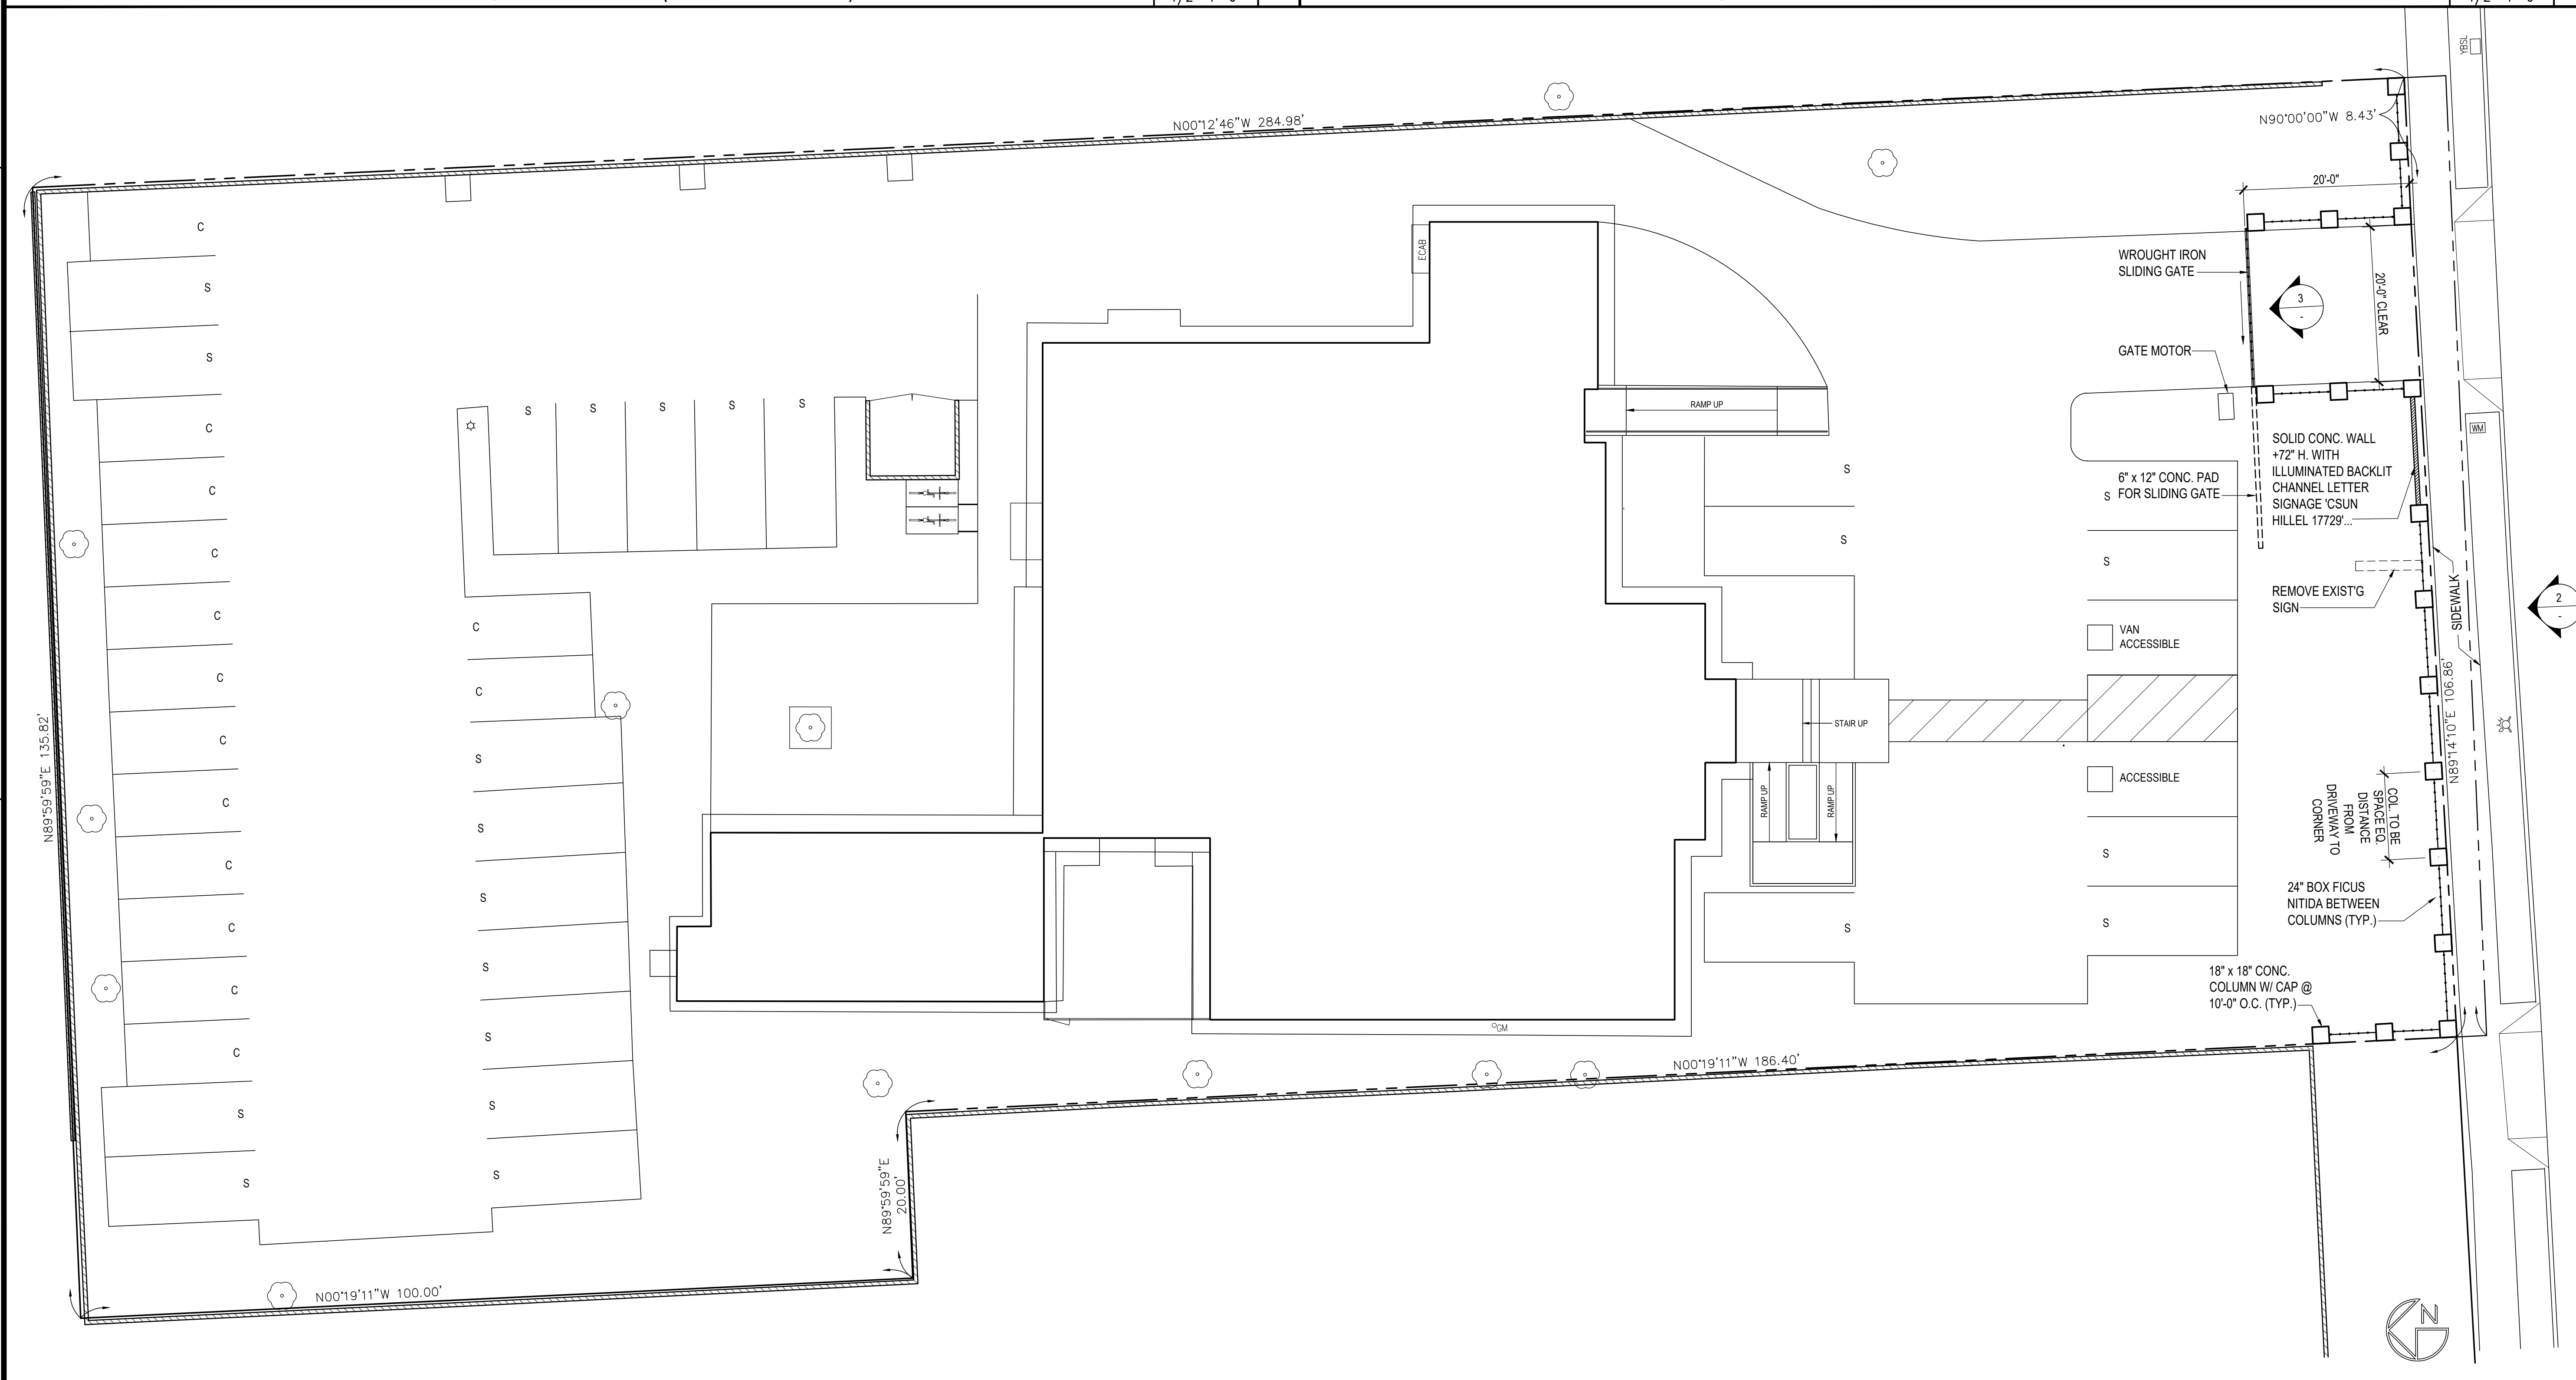 YBSL
N00°12'46"W 284.98'
N90°00'00"W 8.43'
20'-0"
C
S
S
C
C
C
C
C
C
C
C
C
C
C
S
S
ECAB
WROUGHT IRON
SLIDING GATE
3
-
20'-0" CLEAR
GATE MOTOR
S
S
S
S
S
RAMP UP
WM
SOLID CONC. WALL
+72" H. WITH
ILLUMINATED BACKLIT
CHANNEL LETTER
SIGNAGE 'CSUN
HILLEL 17729'...
6" x 12" CONC. PAD
FOR SLIDING GATE
S
S
S
S
S
REMOVE EXIST'G
SIGN
SIDEWALK
2
-
VAN
ACCESSIBLE
C
C
S
S
S
S
S
S
S
STAIR UP
RAMP UP
RAMP UP
ACCESSIBLE
S
S
N89°14'10"E 106.86'
COL. TO BE
SPACE EQ.
DISTANCE
FROM
DRIVEWAY TO
CORNER
N89°59'59"E 135.82'
24" BOX FICUS
NITIDA BETWEEN
COLUMNS (TYP.)
18" x 18" CONC.
COLUMN W/ CAP @
10'-0" O.C. (TYP.)
GM
N00°19'11"W 186.40'
N89°59'59"E
20.00'
N00°19'11"W 100.00'
N